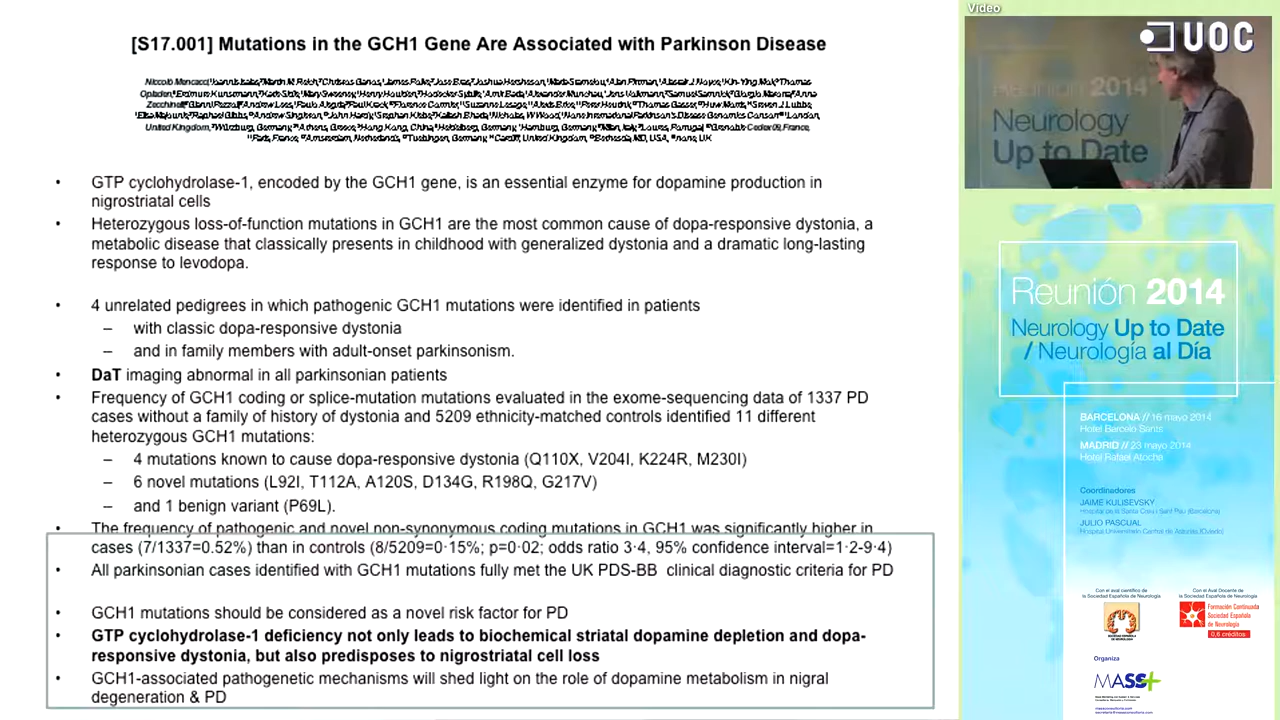 [S17.001] Mutations in the GCH1 Gene Are Associated with Parkinson Disease
• GTP cyclohydrolase-1, encoded by the GCH1 gene, is an essential enzyme for dopamine production in
nigrostriatal cells
• Heterozygous loss-of-function mutations in GCH1 are the most common cause of dopa-responsive dystonia, a
metabolic disease that classically presents in childhood with generalized dystonia and a dramatic long-lasting
response to levodopa.
• 4 unrelated pedigrees in which pathogenic GCH1 mutations were identified in patients
– with classic dopa-responsive dystonia
– and in family members with adult-onset parkinsonism.
• DaT imaging abnormal in all parkinsonian patients
• Frequency of GCH1 coding or splice-mutation mutations evaluated in the exome-sequencing data of 1337 PD
cases without a family of history of dystonia and 5209 ethnicity-matched controls identified 11 different
heterozygous GCH1 mutations:
– 4 mutations known to cause dopa-responsive dystonia (Q110X, V204I, K224R, M230I)
– 6 novel mutations (L92I, T112A, A120S, D134G, R198Q, G217V)
– and 1 benign variant (P69L).
• The frequency of pathogenic and novel non-synonymous coding mutations in GCH1 was significantly higher in
cases (7/1337=0.52%) than in controls (8/5209=0·15%; p=0·02; odds ratio 3·4, 95% confidence interval=1·2-9·4)
• All parkinsonian cases identified with GCH1 mutations fully met the UK PDS-BB clinical diagnostic criteria for PD
• GCH1 mutations should be considered as a novel risk factor for PD
• GTP cyclohydrolase-1 deficiency not only leads to biochemical striatal dopamine depletion and dopa-
responsive dystonia, but also predisposes to nigrostriatal cell loss
• GCH1-associated pathogenetic mechanisms will shed light on the role of dopamine metabolism in nigral
degeneration & PD
Video
UOC
Reunión 2014
Neurology
Up to Date
Reunión 2014
Neurology Up to Date
/ Neurología al Día
BARCELONA // 16 mayo 2014
Hotel Barceló Sants
MADRID // 23 mayo 2014
Hotel Rafael Atocha
Coordinadores
JAIME KULISEVSKY
Hospital de la Santa Creu i Sant Pau (Barcelona)
JULIO PASCUAL
Hospital Universitario Central de Asturias (Oviedo)
Con el aval científico de
la Sociedad Española de Neurología
Con el Aval Docente de
la Sociedad Española de Neurología
Formación Continuada
Sociedad Española
de Neurología
0,6 créditos
Organiza
MASS+